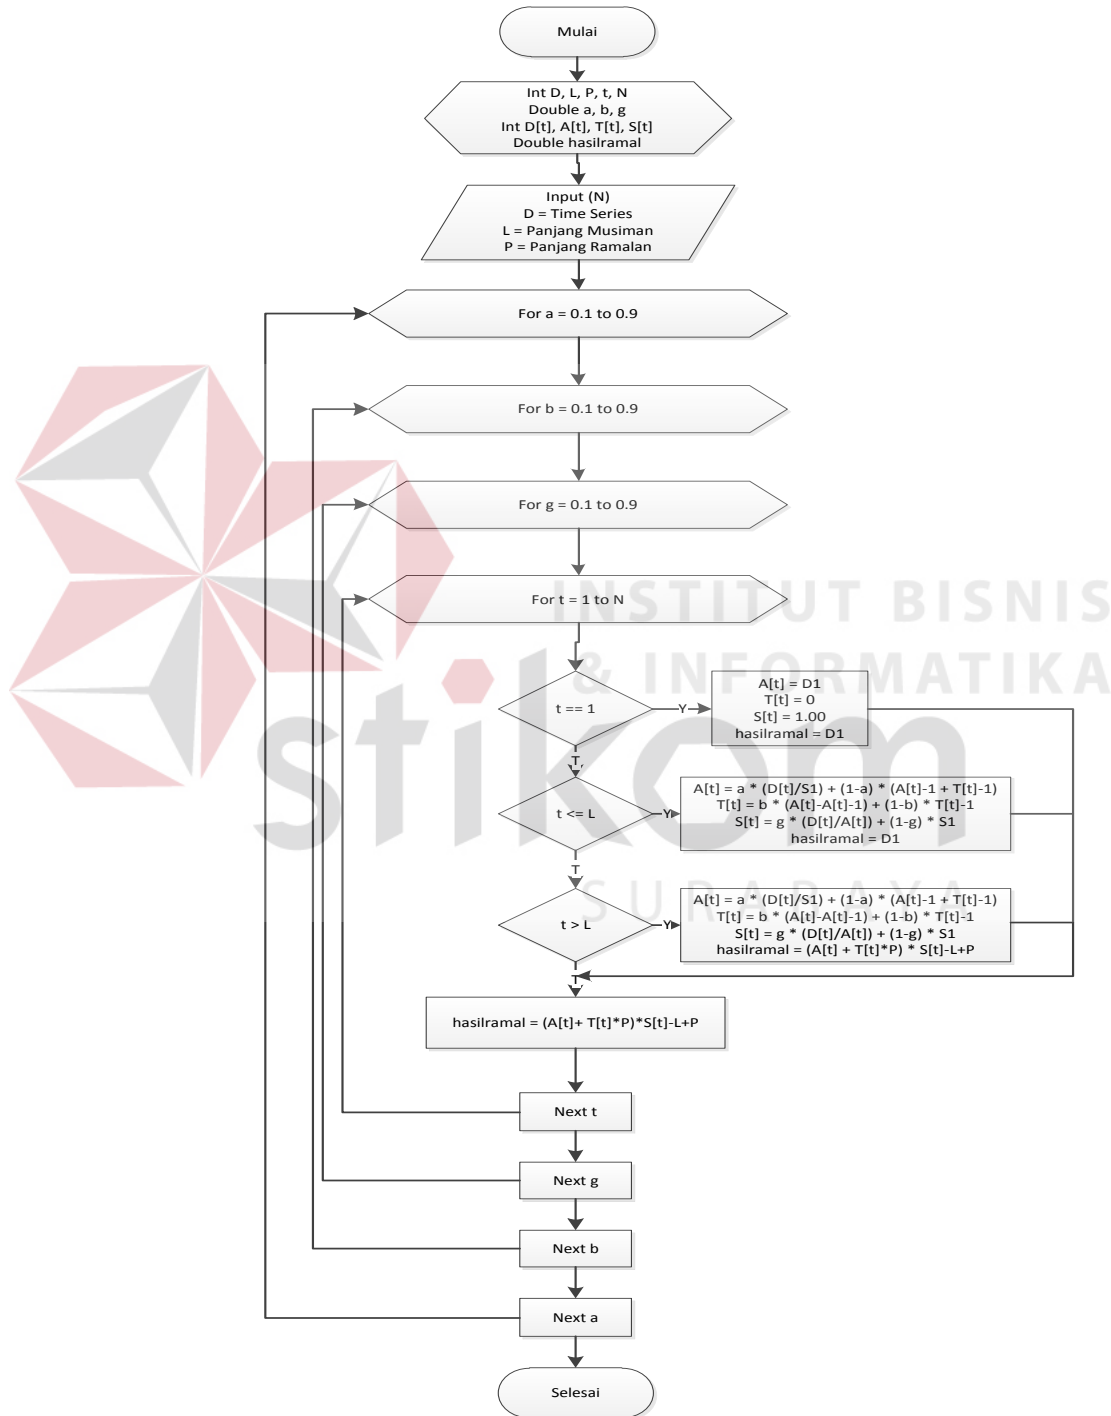 Mulai
Int D, L, P, t, N
Double a, b, g
Int D[t], A[t], T[t], S[t]
Double hasilramal
Input (N)
D = Time Series
L = Panjang Musiman
P = Panjang Ramalan
For a = 0.1 to 0.9
For b = 0.1 to 0.9
For g = 0.1 to 0.9
For t = 1 to N
INSTITUT BISNIS
& INFORMATIKA
stikom
SURABAYA
t == 1
Y
A[t] = D1
T[t] = 0
S[t] = 1.00
hasilramal = D1
T
t <= L
Y
A[t] = a * (D[t]/S1) + (1-a) * (A[t]-1 + T[t]-1)
T[t] = b * (A[t]-A[t]-1) + (1-b) * T[t]-1
S[t] = g * (D[t]/A[t]) + (1-g) * S1
hasilramal = D1
T
t > L
Y
A[t] = a * (D[t]/S1) + (1-a) * (A[t]-1 + T[t]-1)
T[t] = b * (A[t]-A[t]-1) + (1-b) * T[t]-1
S[t] = g * (D[t]/A[t]) + (1-g) * S1
hasilramal = (A[t] + T[t]*P) * S[t]-L+P
T
hasilramal = (A[t]+ T[t]*P)*S[t]-L+P
Next t
Next g
Next b
Next a
Selesai